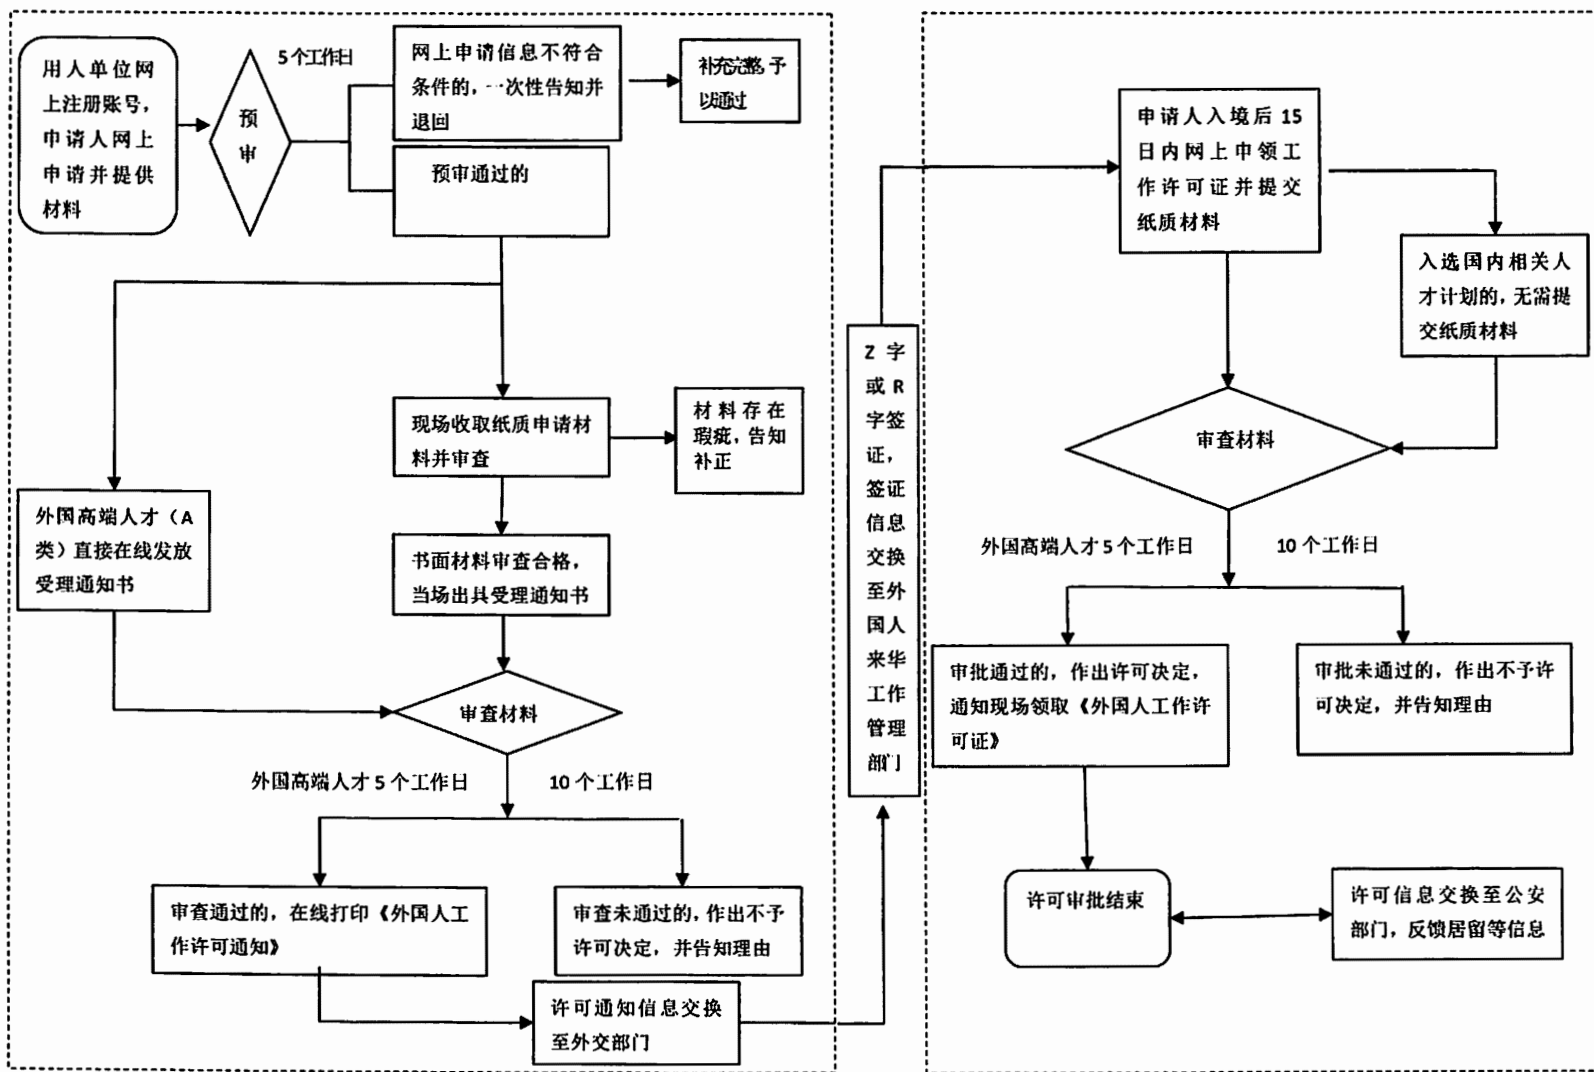 用人单位网
上注册账号，
申请人网上
申请并提供
材料
预
审
5个工作日
网上申请信息不符合
条件的，一次性告知并
退回
补充完整，予
以通过
预审通过的
现场收取纸质申请材
料并审查
材料存在
瑕疵，告知
补正
外国高端人才（A
类）直接在线发放
受理通知书
书面材料审查合格，
当场出具受理通知书
审查材料
外国高端人才5个工作日
10个工作日
审查通过的，在线打印《外国人工
作许可通知》
审查未通过的，作出不予
许可决定，并告知理由
许可通知信息交换
至外交部门
Z字
或R
字签
证，
签证
信息
交换
至外
国人
来华
工作
管理
部门
申请人入境后15
日内网上申领工
作许可证并提交
纸质材料
入选国内相关人
才计划的，无需提
交纸质材料
审查材料
外国高端人才5个工作日
10个工作日
审批通过的，作出许可决定，
通知现场领取《外国人工作许
可证》
审批未通过的，作出不予许
可决定，并告知理由
许可审批结束
许可信息交换至公安
部门，反馈居留等信息